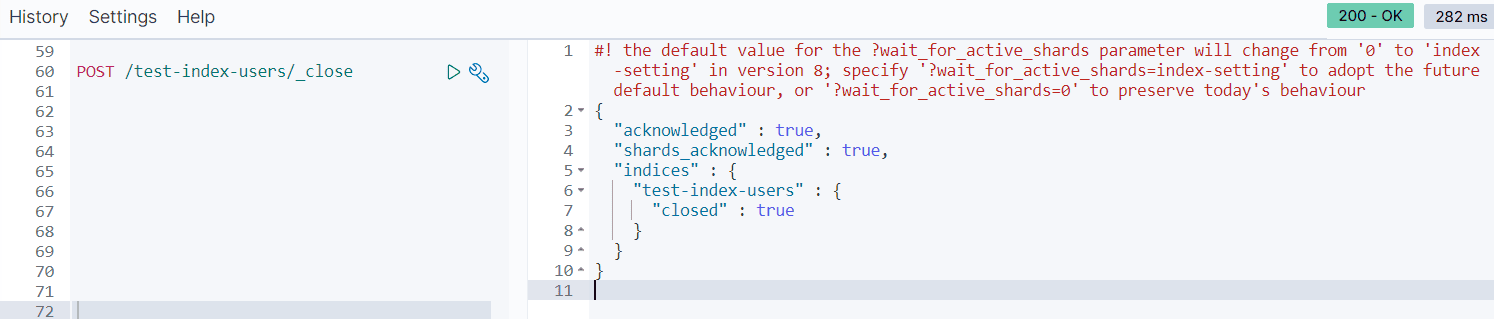 History Settings Help
200 - OK 282 ms
59
60 POST /test-index-users/_close
61
62
63
64
65
66
67
68
69
70
71
72
1 #! the default value for the ?wait_for_active_shards parameter will change from '0' to 'index
-setting' in version 8; specify '?wait_for_active_shards=index-setting' to adopt the future
default behaviour, or '?wait_for_active_shards=0' to preserve today's behaviour
2 {
3 "acknowledged" : true,
4 "shards_acknowledged" : true,
5 "indices" : {
6 "test-index-users" : {
7 "closed" : true
8 }
9 }
10 }
11